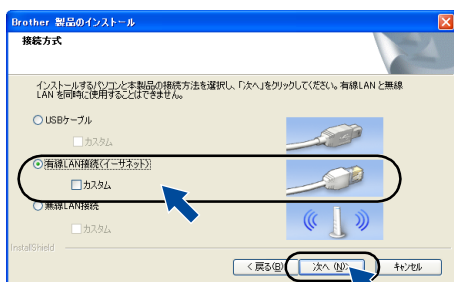 Brother 製品のインストール
接続方式
インストールするパソコンと本製品の接続方法を選択し、「次へ」をクリックしてください。有線LAN と無線
LAN を同時に使用することはできません。
USBケーブル
カスタム
有線LAN接続(イーサネット)
カスタム
無線LAN接続
カスタム
InstallShield
< 戻る(B)
次へ (N)>
キャンセル